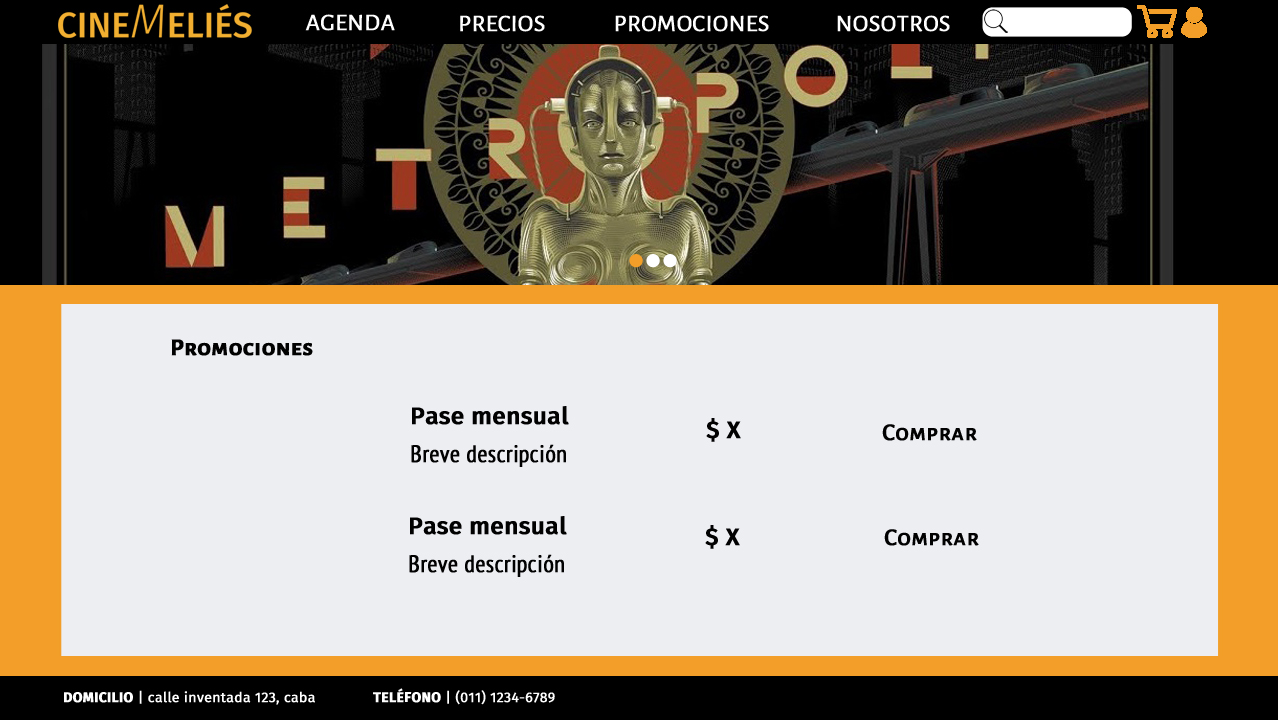 CINEMELIÉS AGENDA PRECIOS PROMOCIONES NOSOTROS
METROPOL
PROMOCIONES
Pase mensual $ X COMPRAR
Breve descripción
Pase mensual $ X COMPRAR
Breve descripción
DOMICILIO | calle inventada 123, caba TELÉFONO | (011) 1234-6789